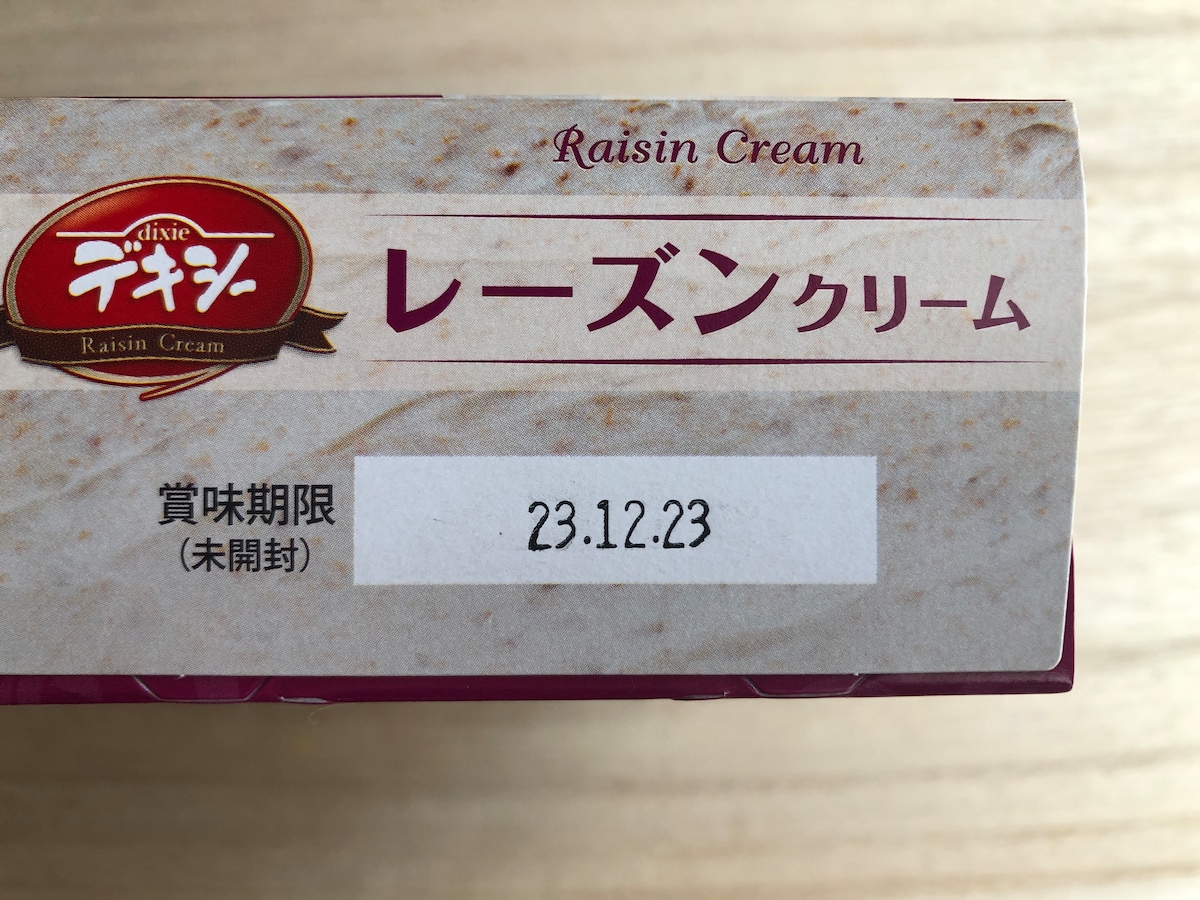 Raisin Cream
dixie
デキシー
Raisin Cream
レーズンクリーム
賞味期限
（未開封）
23.12.23